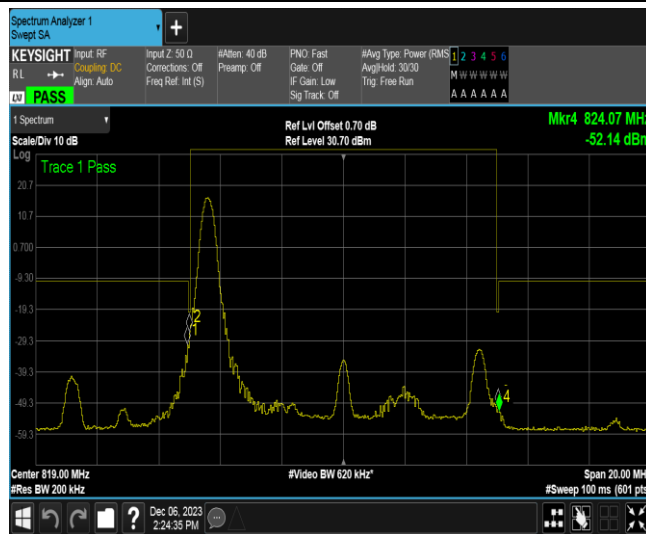 Spectrum Analyzer 1
Swept SA
KEYSIGHT
RL
LXI
PASS
Input: RF
Coupling: DC
Align: Auto
Input Z: 50 Ω
Corrections: Off
Freq Ref: Int (S)
#Atten: 40 dB
Preamp: Off
PNO: Fast
Gate: Off
IF Gain: Low
Sig Track: Off
#Avg Type: Power (RMS
Avg|Hold: 30/30
Trig: Free Run
1 2 3 4 5 6
M W W W W W
A A A A A A
1 Spectrum
Scale/Div 10 dB
Ref Lvl Offset 0.70 dB
Ref Level 30.70 dBm
Mkr4 824.07 MHz
-52.14 dBm
Log
Trace 1 Pass
20.7
10.7
0.700
-9.30
-19.3
-29.3
-39.3
-49.3
-59.3
2
1
4
Center 819.00 MHz
#Video BW 620 kHz*
Span 20.00 MHz
#Res BW 200 kHz
#Sweep 100 ms (601 pts
?
Dec 06, 2023
2:24:35 PM